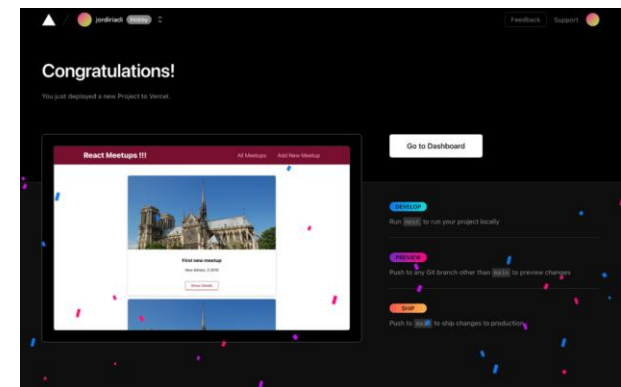 jordiriadi Hobby
Feedback Support
Congratulations!
You just deployed a new Project to Vercel.
React Meetups !!!
All Meetups Add New Meetup
First new meetup
Show Details
Go to Dashboard
DEVELOP
Run next to run your project locally
PREVIEW
Push to any Git branch other than main to preview changes
SHIP
Push to to ship changes to production